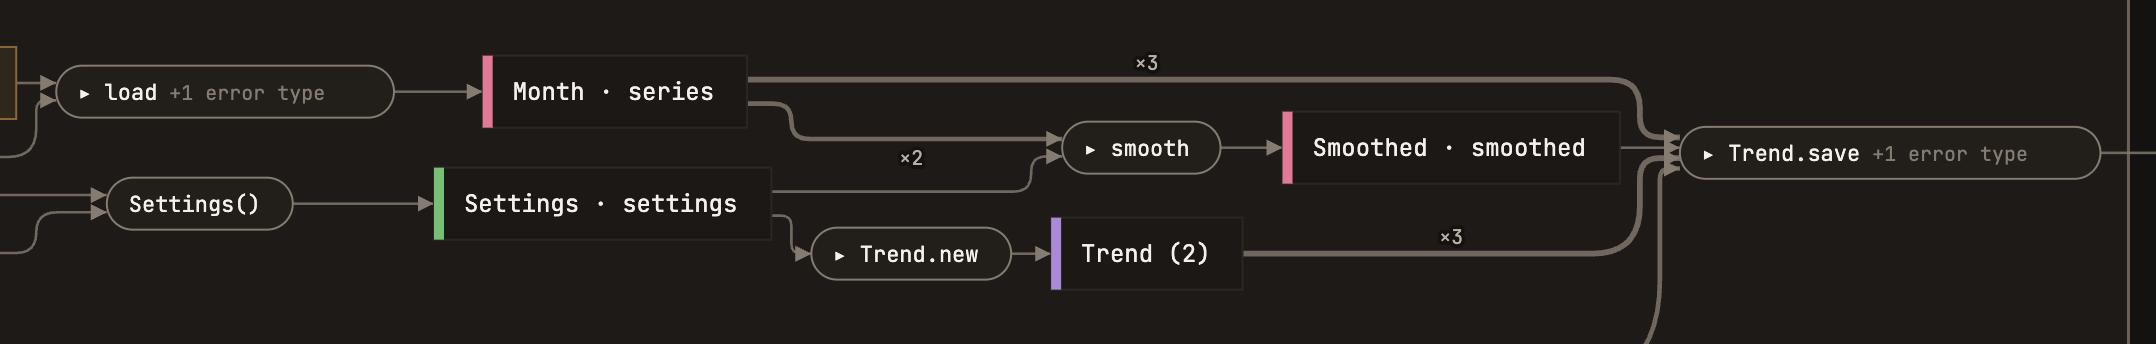 ×3
▸ load +1 error type
Month · series
▸ smooth
Smoothed · smoothed
▸ Trend.save +1 error type
×2
Settings()
Settings · settings
×3
▸ Trend.new
Trend (2)